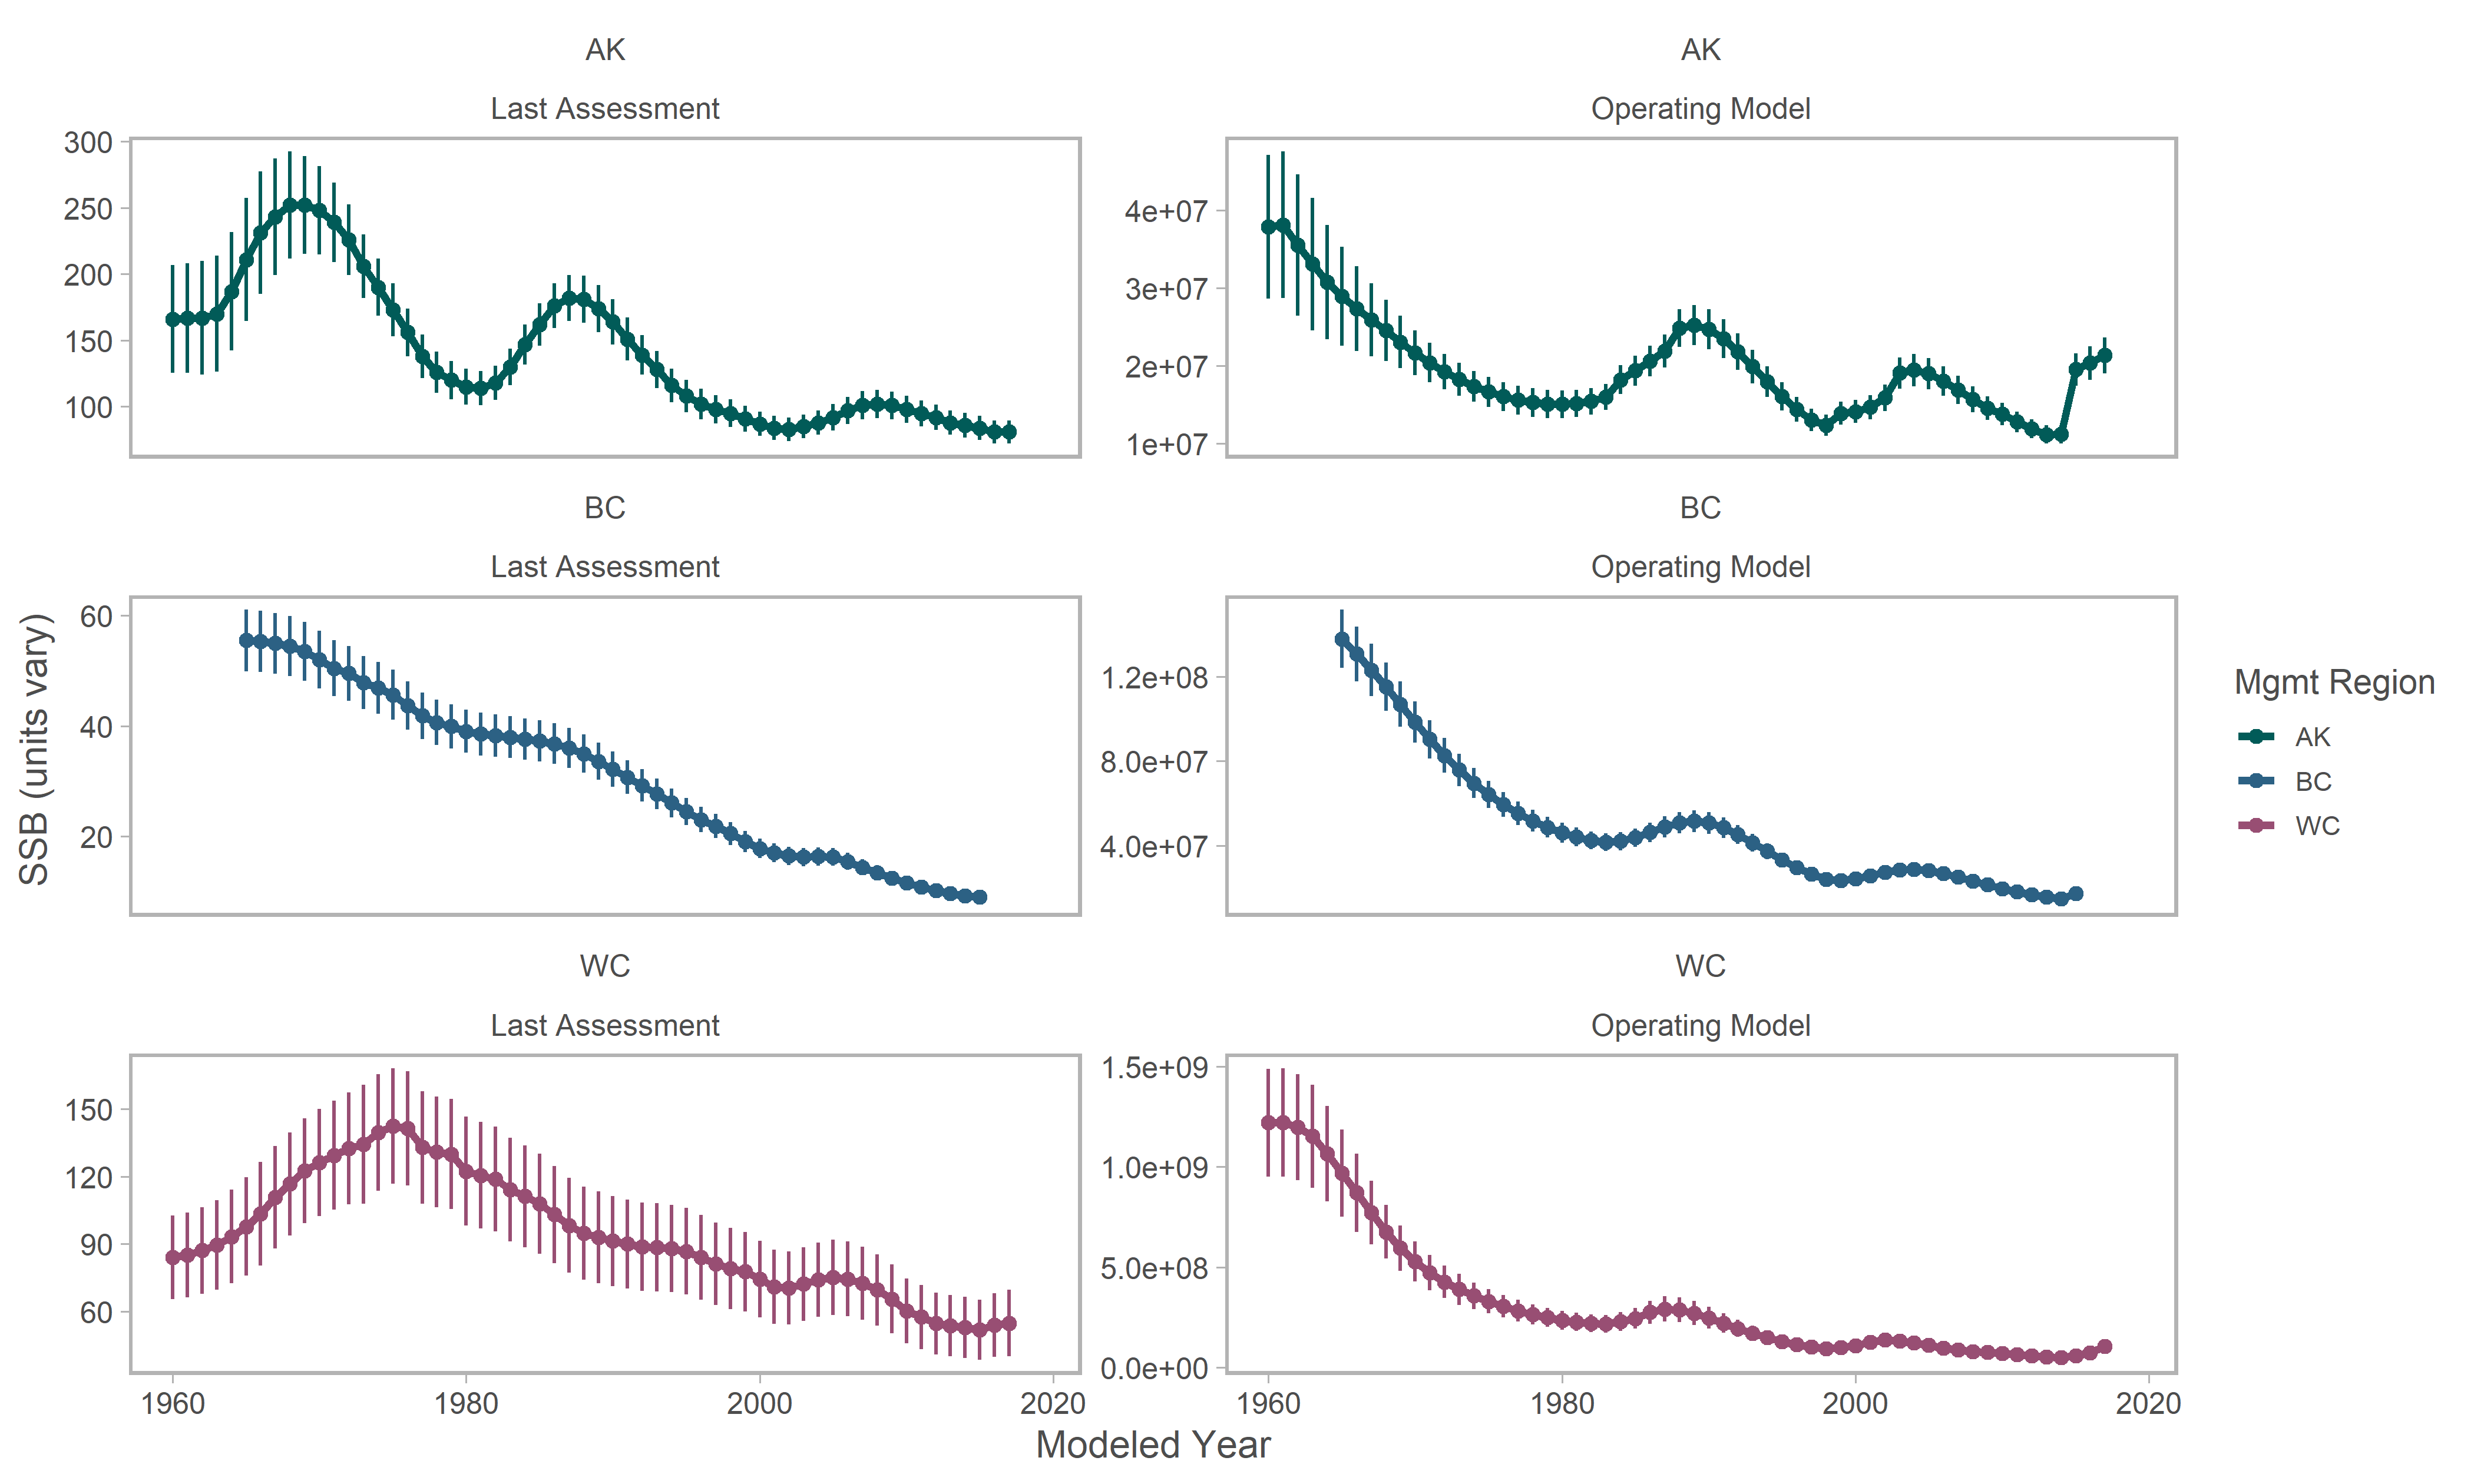 AK
Last Assessment
300
250
200
150
100
AK
Operating Model
4e+07
3e+07
2e+07
1e+07
BC
Last Assessment
60
40
20
BC
Operating Model
1.2e+08
8.0e+07
4.0e+07
WC
Last Assessment
150
120
90
60
1960 1980 2000 2020
WC
Operating Model
1.5e+09
1.0e+09
5.0e+08
0.0e+00
1960 1980 2000 2020
SSB (units vary)
Modeled Year
Mgmt Region
AK
BC
WC